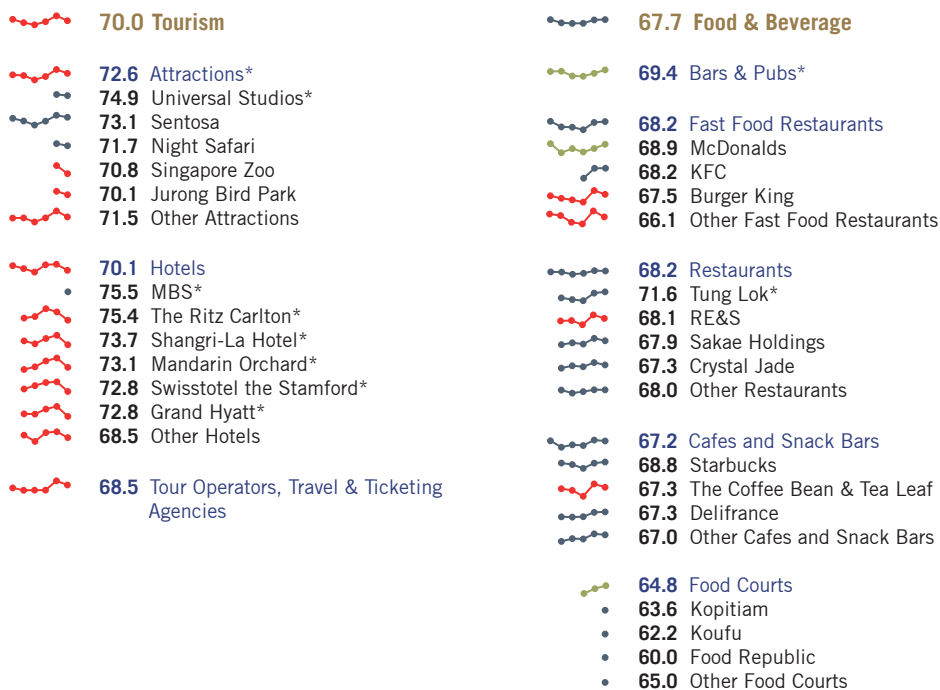 70.0 Tourism
72.6 Attractions*
74.9 Universal Studios*
73.1 Sentosa
71.7 Night Safari
70.8 Singapore Zoo
70.1 Jurong Bird Park
71.5 Other Attractions
70.1 Hotels
75.5 MBS*
75.4 The Ritz Carlton*
73.7 Shangri-La Hotel*
73.1 Mandarin Orchard*
72.8 Swisstotel the Stamford*
72.8 Grand Hyatt*
68.5 Other Hotels
68.5 Tour Operators, Travel & Ticketing
Agencies
67.7 Food & Beverage
69.4 Bars & Pubs*
68.2 Fast Food Restaurants
68.9 McDonalds
68.2 KFC
67.5 Burger King
66.1 Other Fast Food Restaurants
68.2 Restaurants
71.6 Tung Lok*
68.1 RE&S
67.9 Sakae Holdings
67.3 Crystal Jade
68.0 Other Restaurants
67.2 Cafes and Snack Bars
68.8 Starbucks
67.3 The Coffee Bean & Tea Leaf
67.3 Delifrance
67.0 Other Cafes and Snack Bars
64.8 Food Courts
63.6 Kopitiam
62.2 Koufu
60.0 Food Republic
65.0 Other Food Courts